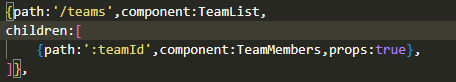 {path:'/teams',component:TeamList,
children:[
{path:':teamId',component:TeamMembers,props:true},
]},